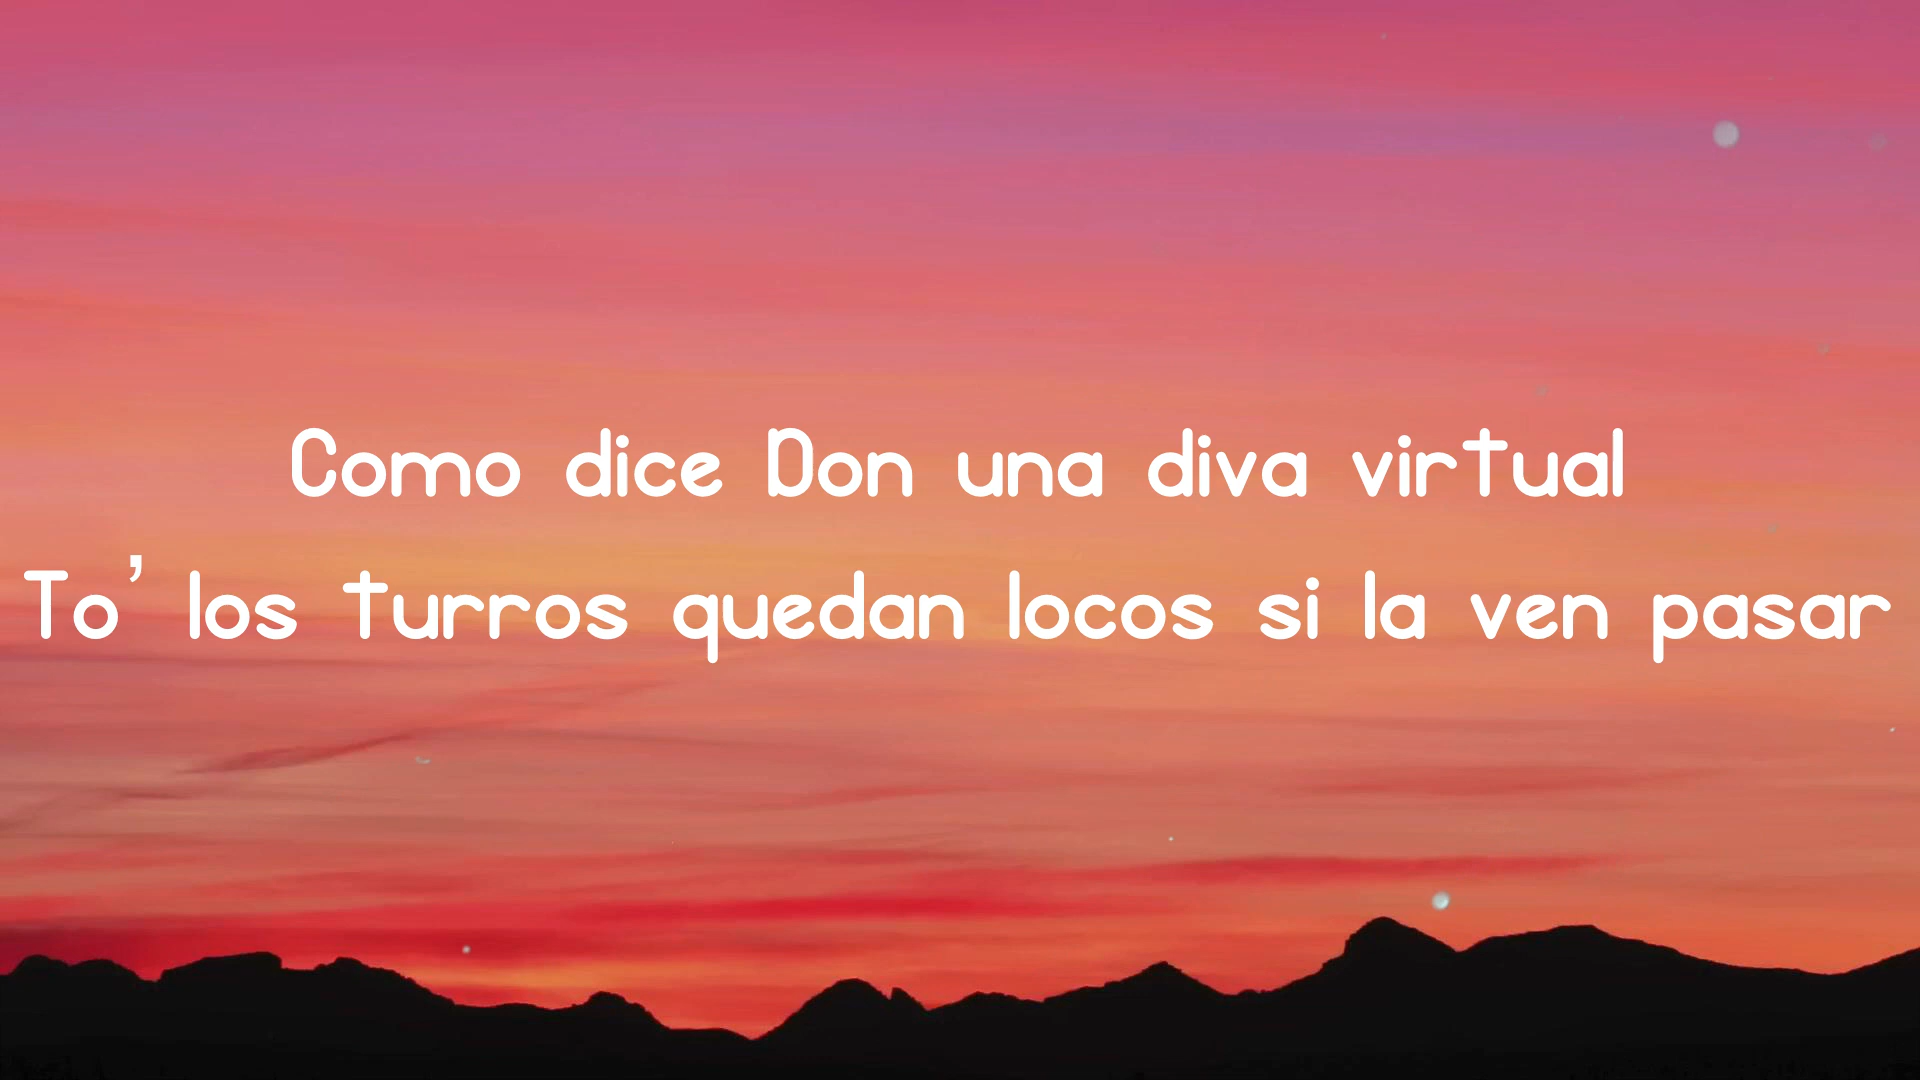 Como dice Don una diva virtual
To' los turros quedan locos si la ven pasar